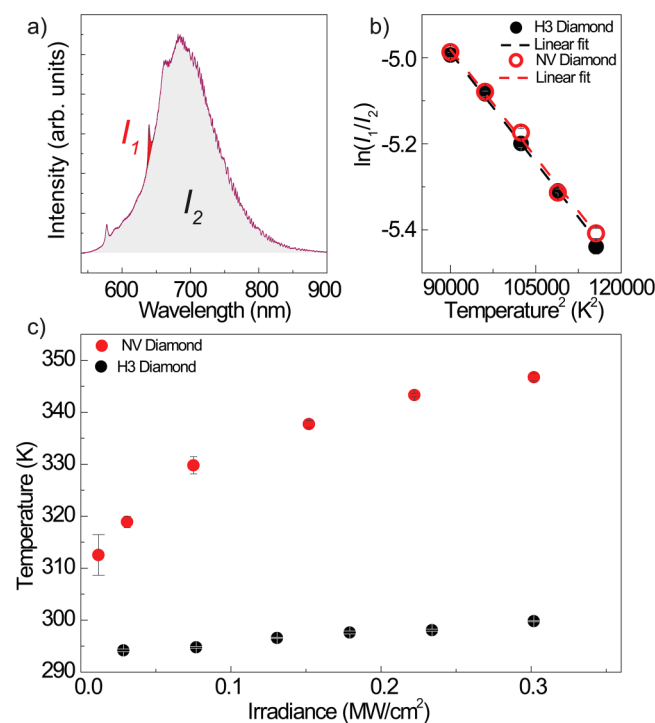 a)
Intensity (arb. units)
I₁
I₂
600 700 800 900
Wavelength (nm)
b)
H3 Diamond
Linear fit
NV Diamond
Linear fit
ln(I₁/I₂)
-5.0
-5.2
-5.4
90000 105000 120000
Temperature² (K²)
c)
NV Diamond
H3 Diamond
Temperature (K)
350
340
330
320
310
300
290
0.0 0.1 0.2 0.3
Irradiance (MW/cm²)